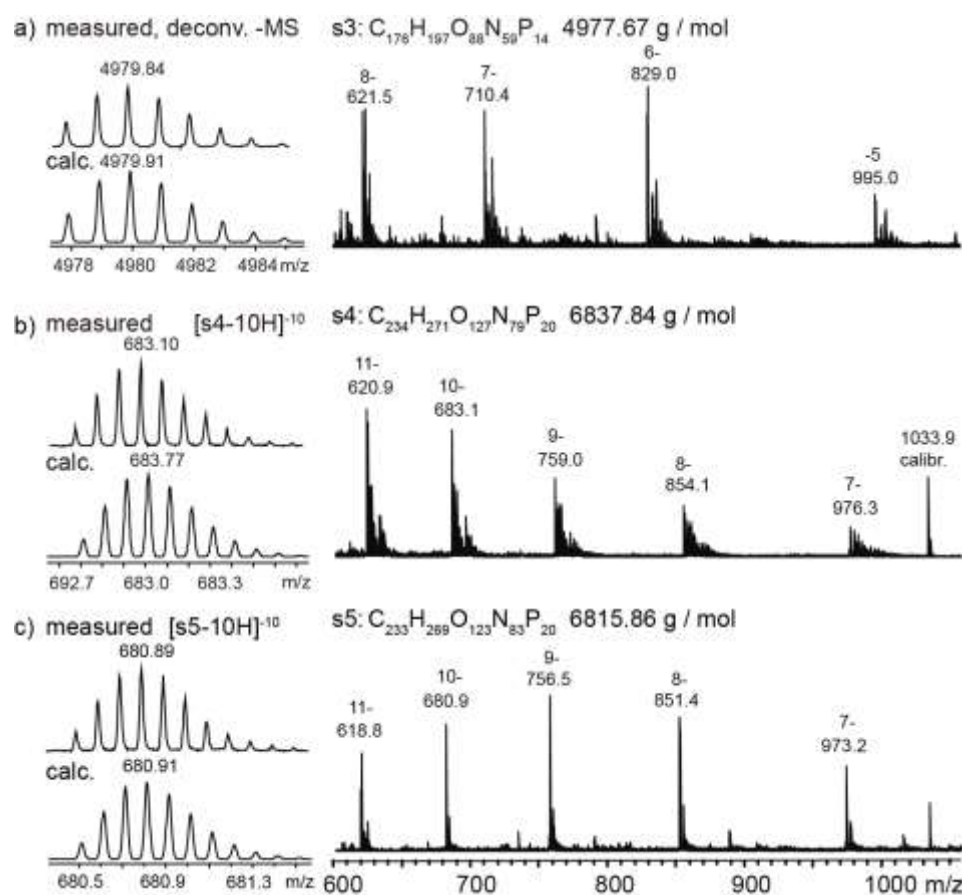 a) measured, deconv. -MS
4979.84
calc. 4979.91
4978 4980 4982 4984 m/z
s3: C₁₇₆H₁₉₇O₈₈N₅₉P₁₄ 4977.67 g / mol
8-
621.5
7-
710.4
6-
829.0
-5
995.0
b) measured [s4-10H]⁻¹⁰
683.10
calc. 683.77
692.7 683.0 683.3 m/z
s4: C₂₃₄H₂₇₁O₁₂₇N₇₉P₂₀ 6837.84 g / mol
11-
620.9
10-
683.1
9-
759.0
8-
854.1
7-
976.3
1033.9
calibr.
c) measured [s5-10H]⁻¹⁰
680.89
calc. 680.91
680.5 680.9 681.3 m/z
s5: C₂₃₃H₂₆₉O₁₂₃N₈₃P₂₀ 6815.86 g / mol
11-
618.8
10-
680.9
9-
756.5
8-
851.4
7-
973.2
600 700 800 900 1000 m/z